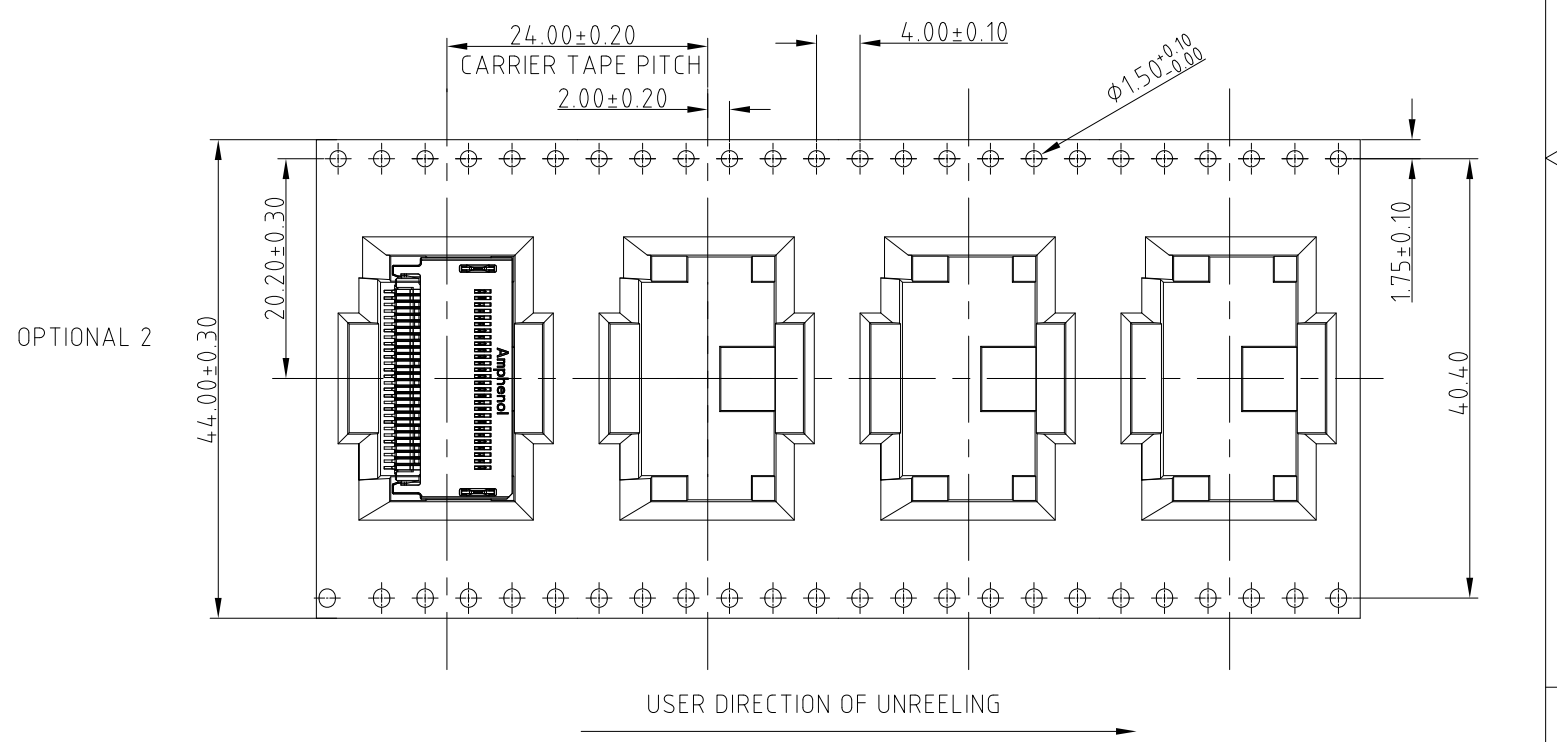 24.00±0.20
CARRIER TAPE PITCH
2.00±0.20
4.00±0.10
Ø1.50+0.10
-0.00
20.20±0.30
44.00±0.30
OPTIONAL 2
Amphenol
1.75±0.10
40.40
USER DIRECTION OF UNREELING